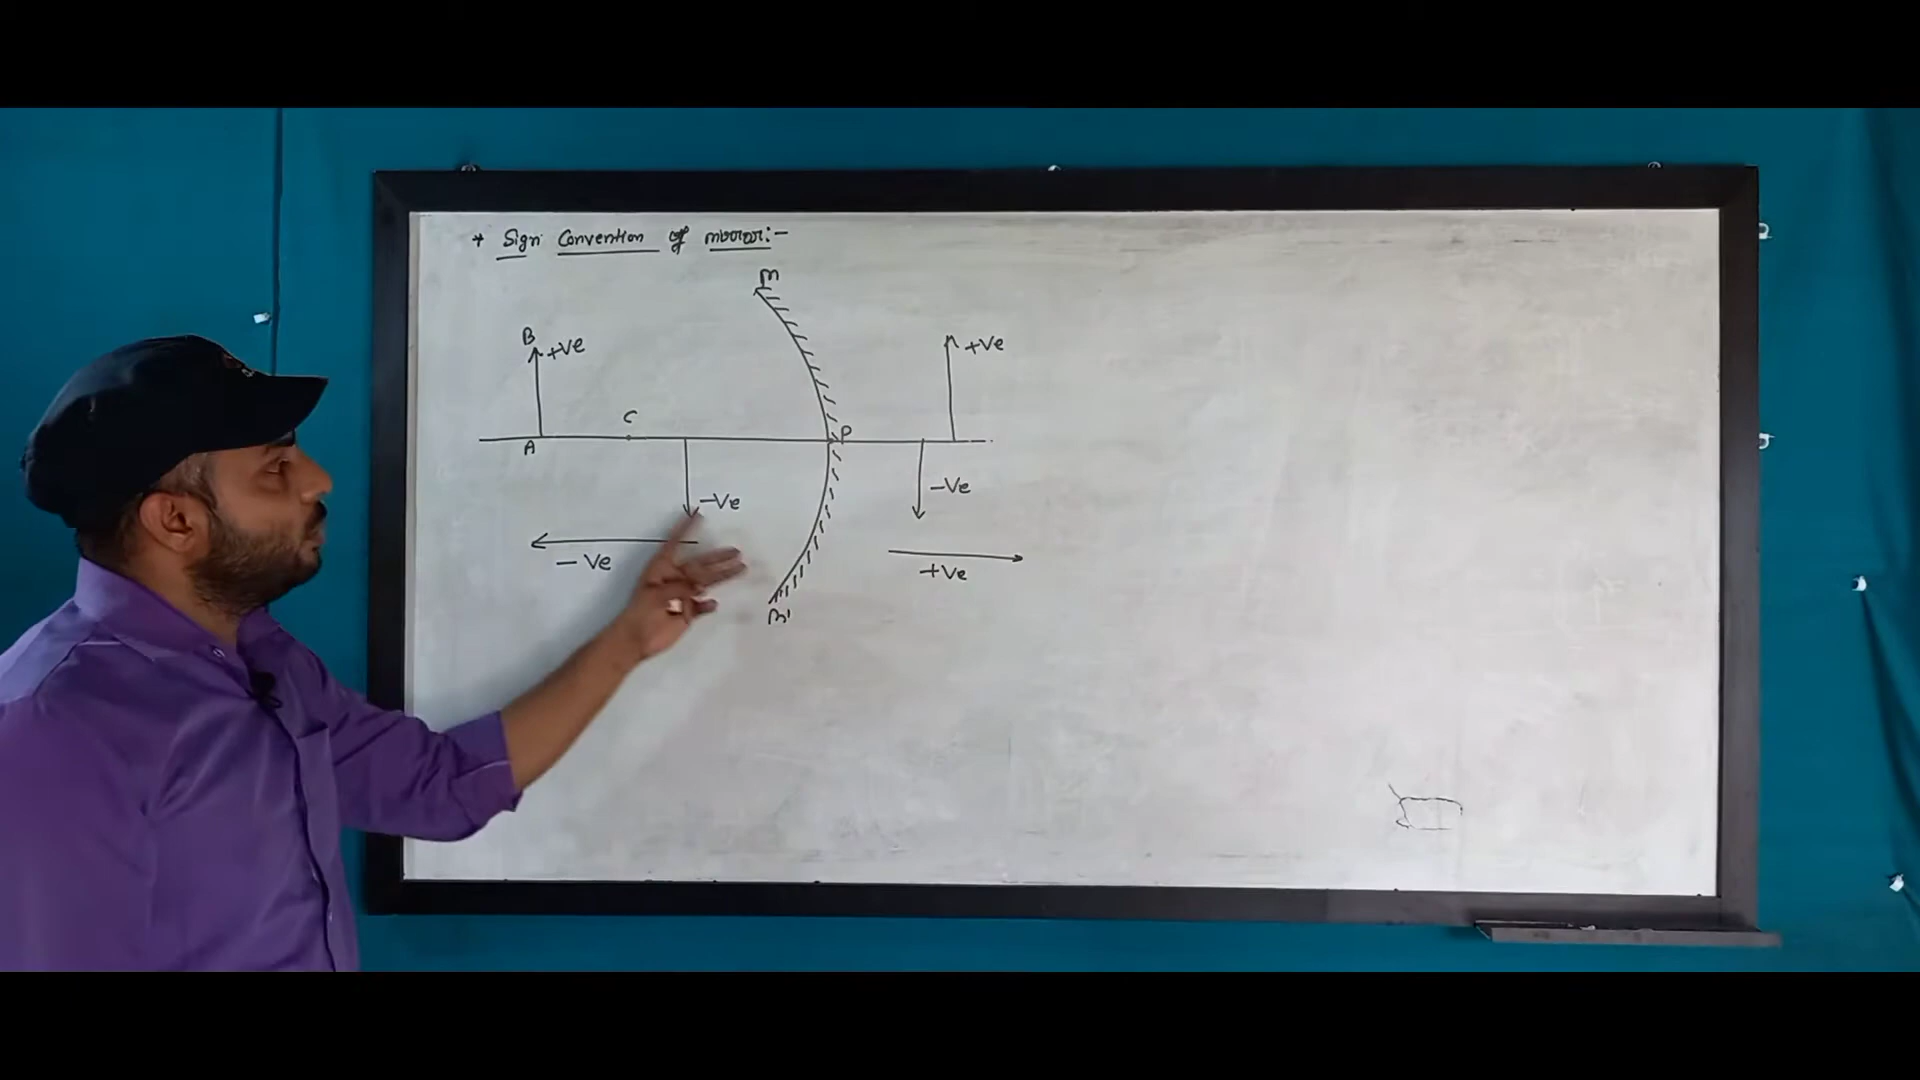 * Sign Convention of mirror:-
M
B
+ve
+ve
C
P
A
-ve
-ve
-ve
+ve
M'